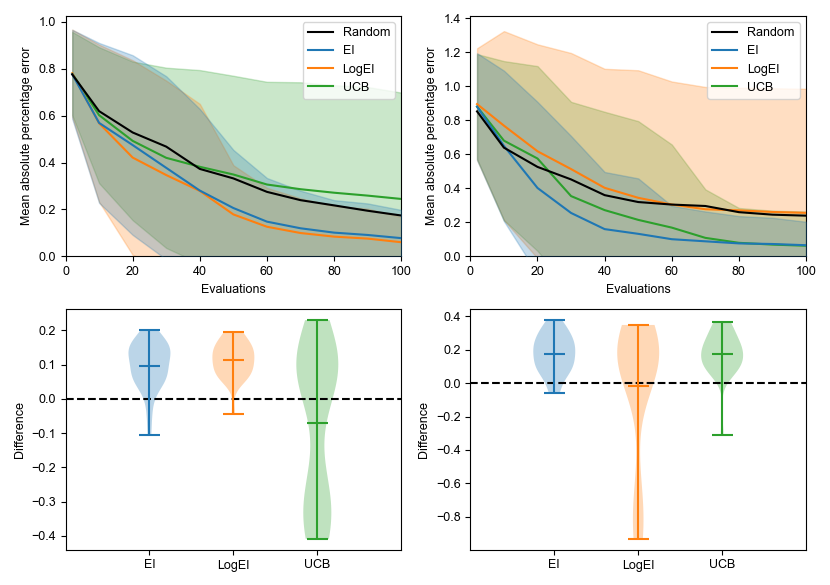 Mean absolute percentage error
1.0
0.8
0.6
0.4
0.2
0.0
0 20 40 60 80 100
Evaluations
Random
EI
LogEI
UCB
Mean absolute percentage error
1.4
1.2
1.0
0.8
0.6
0.4
0.2
0.0
0 20 40 60 80 100
Evaluations
Random
EI
LogEI
UCB
Difference
0.2
0.1
0.0
−0.1
−0.2
−0.3
−0.4
EI LogEI UCB
Difference
0.4
0.2
0.0
−0.2
−0.4
−0.6
−0.8
EI LogEI UCB